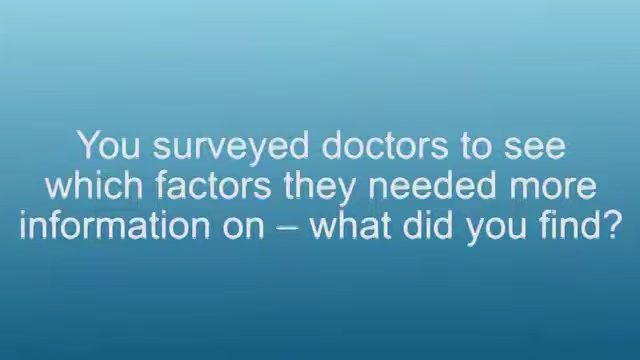 You surveyed doctors to see
which factors they needed more
information on – what did you find?